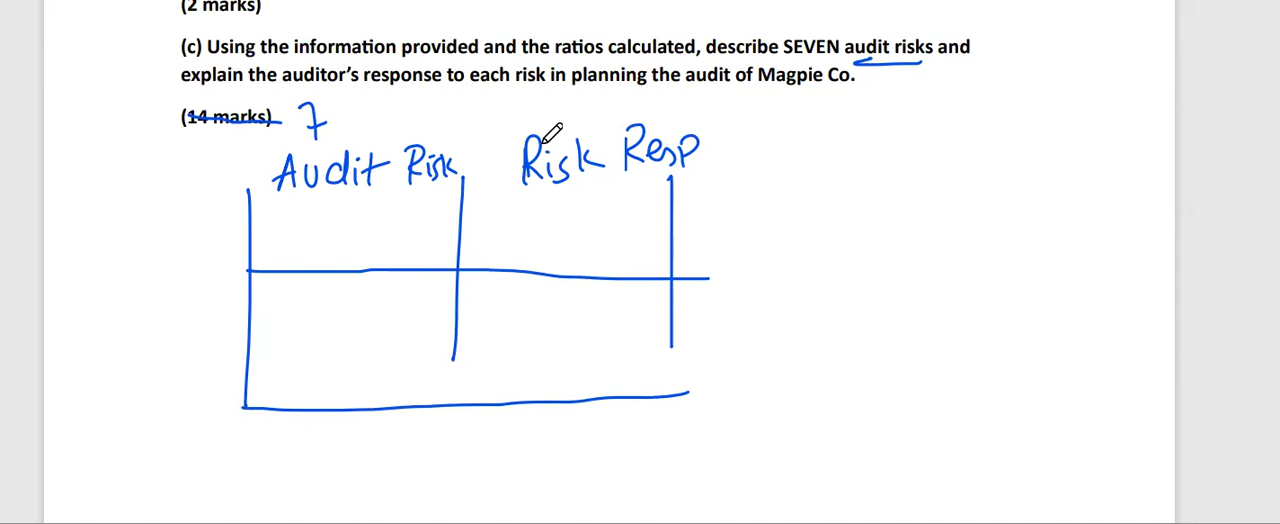 (2 marks)
(c) Using the information provided and the ratios calculated, describe SEVEN audit risks and
explain the auditor's response to each risk in planning the audit of Magpie Co.
(14 marks) 7
Audit Risk Risk Resp